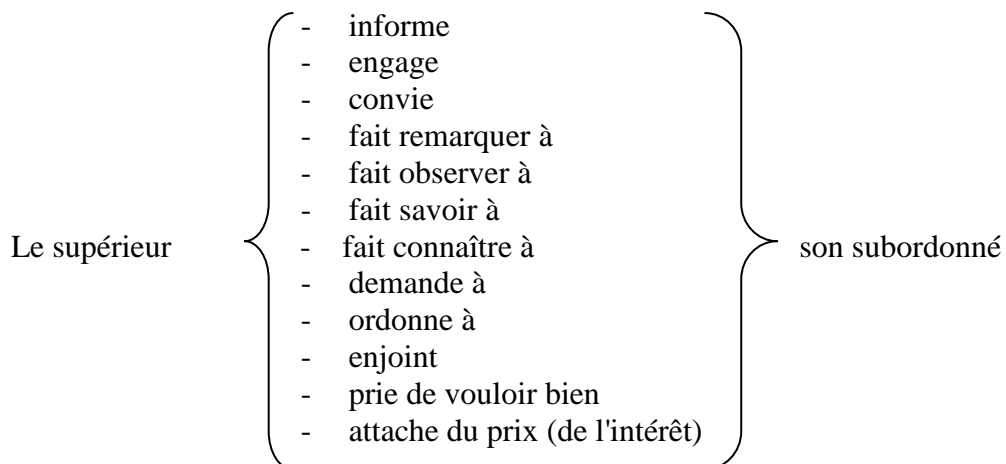 - informe
- engage
- convie
- fait remarquer à
- fait observer à
- fait savoir à
Le supérieur - fait connaître à son subordonné
- demande à
- ordonne à
- enjoint
- prie de vouloir bien
- attache du prix (de l'intérêt)